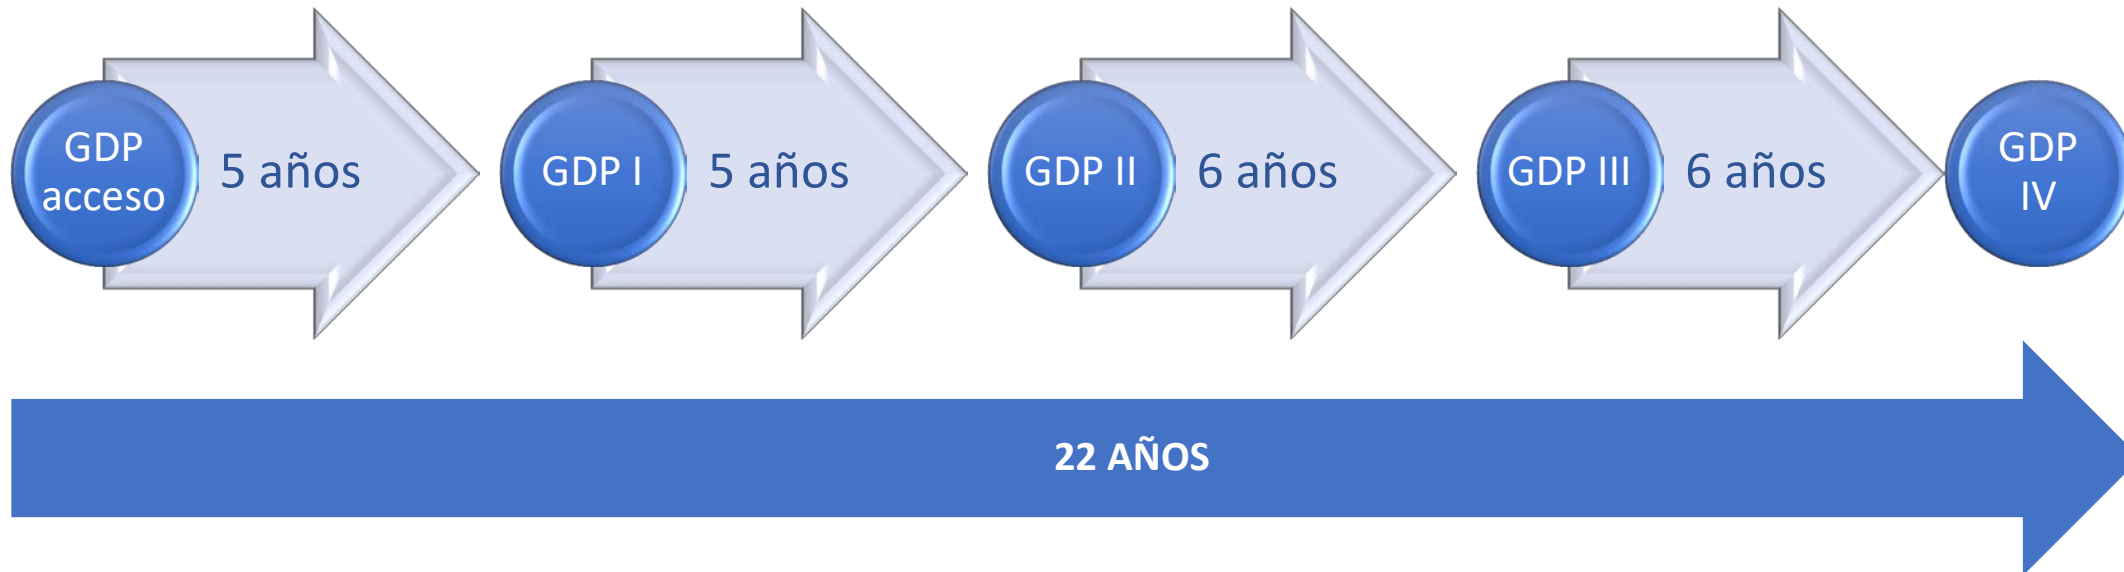 GDP
acceso
5 años
GDP I
5 años
GDP II
6 años
GDP III
6 años
GDP
IV
22 AÑOS